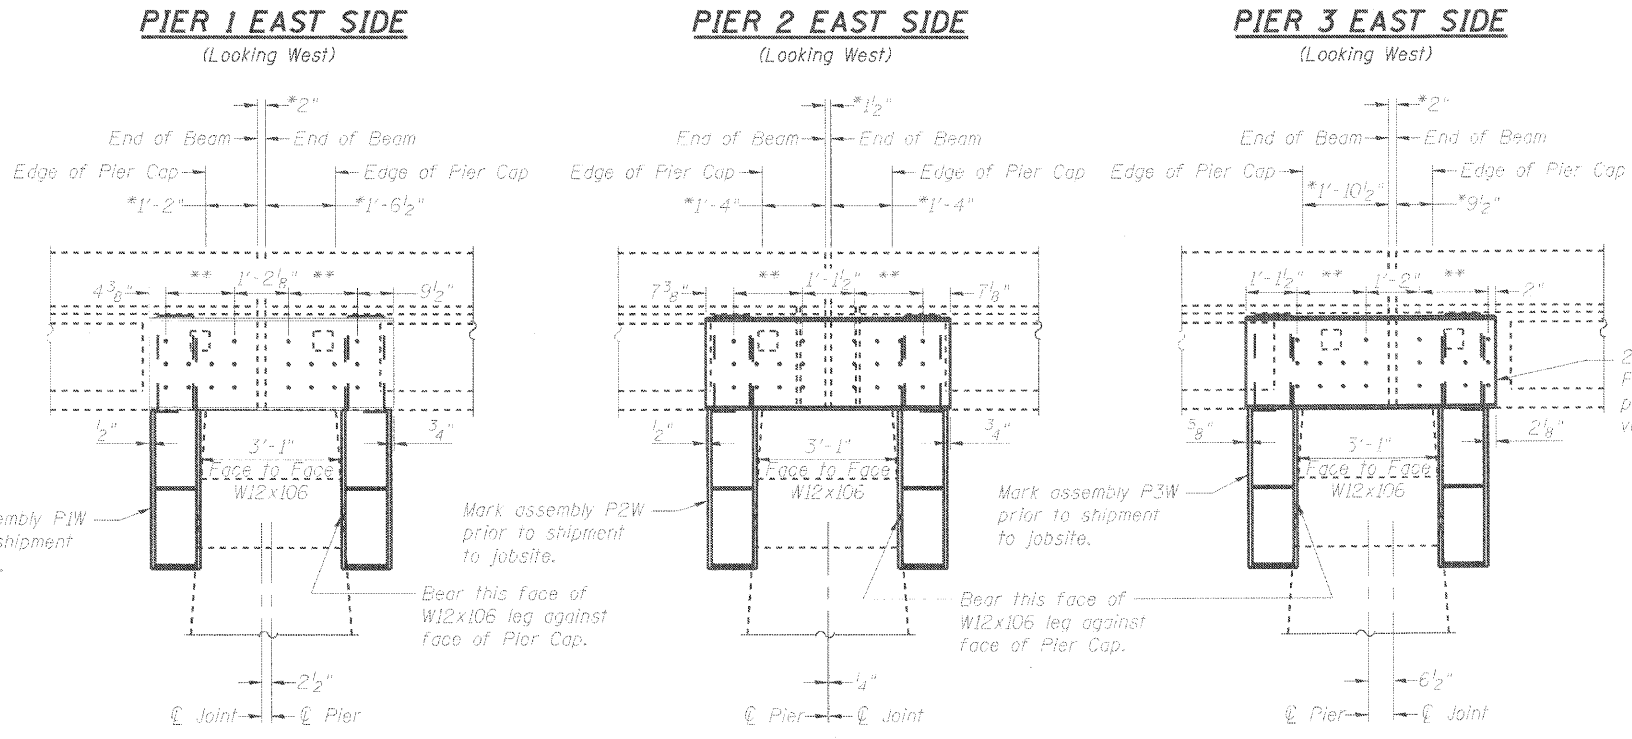 PIER 1 EAST SIDE
(Looking West)
*2"
End of Beam
End of Beam
Edge of Pier Cap
Edge of Pier Cap
*1'-2"
*1'-6½"
**
1'-2⅛"
**
4⅜"
9½"
½"
¾"
3'-1"
Face to Face
W12x106
embly P1W
shipment
Bear this face of
W12x106 leg against
face of Pier Cap.
2½"
℄ Joint
℄ Pier
PIER 2 EAST SIDE
(Looking West)
*1½"
End of Beam
End of Beam
Edge of Pier Cap
Edge of Pier Cap
*1'-4"
*1'-4"
**
1'-1½"
**
7⅜"
7⅛"
½"
¾"
3'-1"
Face to Face
W12x106
Mark assembly P2W
prior to shipment
to jobsite.
Bear this face of
W12x106 leg against
face of Pier Cap.
¼"
℄ Pier
℄ Joint
PIER 3 EAST SIDE
(Looking West)
*2"
End of Beam
End of Beam
Edge of Pier Cap
Edge of Pier Cap
*1'-10½"
*9½"
1'-1½"
**
1'-2"
**
2"
⅝"
2⅛"
3'-1"
Face to Face
W12x106
Mark assembly P3W
prior to shipment
to jobsite.
6½"
℄ Pier
℄ Joint